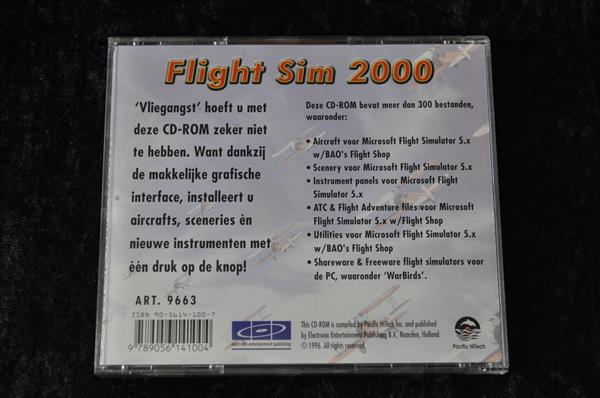 Flight Sim 2000
'Vliegangst' hoeft u met
deze CD-ROM zeker niet
te hebben. Want dankzij
de makkelijke grafische
interface, installeert u
aircrafts, sceneries èn
nieuwe instrumenten met
één druk op de knop!
ART. 9663
ISBN 90-5614-100-7
9 789056 141004
Deze CD-ROM bevat meer dan 300 bestanden,
waaronder:
• Aircraft voor Microsoft Flight Simulator 5.x
w/BAO's Flight Shop
• Scenery voor Microsoft Flight Simulator 5.x
• Instrument panels voor Microsoft Flight
Simulator 5.x
• ATC & Flight Adventure files voor Microsoft
Flight Simulator 5.x w/Flight Shop
• Utilities voor Microsoft Flight Simulator 5.x
w/BAO's Flight Shop
• Shareware & Freeware flight simulators voor
de PC, waaronder 'WarBirds'.
eep
electronic entertainment publishing
This CD-ROM is compiled by Pacific HiTech Inc. and published
by Electronic Entertainment Publishing B.V., Naarden, Holland.
© 1996. All rights reserved.
Pacific HiTech